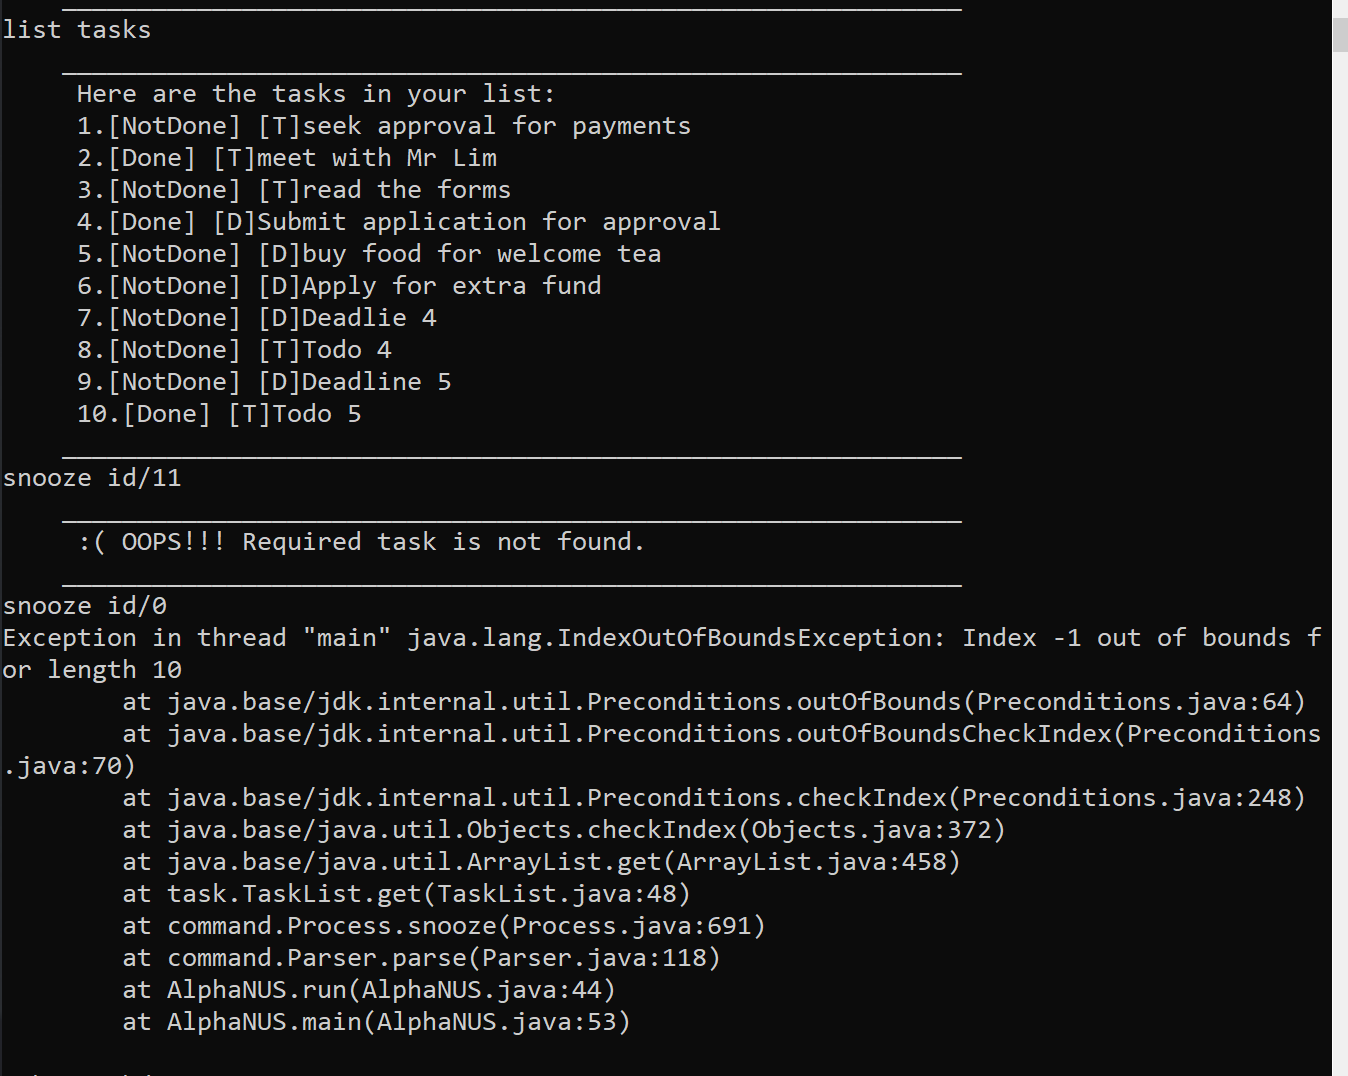 list tasks
Here are the tasks in your list:
1.[NotDone] [T]seek approval for payments
2.[Done] [T]meet with Mr Lim
3.[NotDone] [T]read the forms
4.[Done] [D]Submit application for approval
5.[NotDone] [D]buy food for welcome tea
6.[NotDone] [D]Apply for extra fund
7.[NotDone] [D]Deadlie 4
8.[NotDone] [T]Todo 4
9.[NotDone] [D]Deadline 5
10.[Done] [T]Todo 5
snooze id/11
:( OOPS!!! Required task is not found.
snooze id/0
Exception in thread "main" java.lang.IndexOutOfBoundsException: Index -1 out of bounds f
or length 10
at java.base/jdk.internal.util.Preconditions.outOfBounds(Preconditions.java:64)
at java.base/jdk.internal.util.Preconditions.outOfBoundsCheckIndex(Preconditions
.java:70)
at java.base/jdk.internal.util.Preconditions.checkIndex(Preconditions.java:248)
at java.base/java.util.Objects.checkIndex(Objects.java:372)
at java.base/java.util.ArrayList.get(ArrayList.java:458)
at task.TaskList.get(TaskList.java:48)
at command.Process.snooze(Process.java:691)
at command.Parser.parse(Parser.java:118)
at AlphaNUS.run(AlphaNUS.java:44)
at AlphaNUS.main(AlphaNUS.java:53)